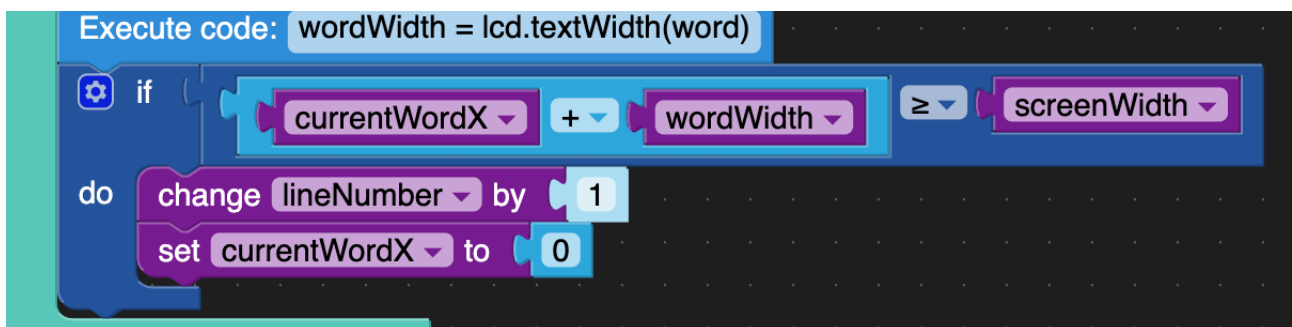 Execute code: wordWidth = lcd.textWidth(word)
if currentWordX + wordWidth ≥ screenWidth
do change lineNumber by 1
set currentWordX to 0